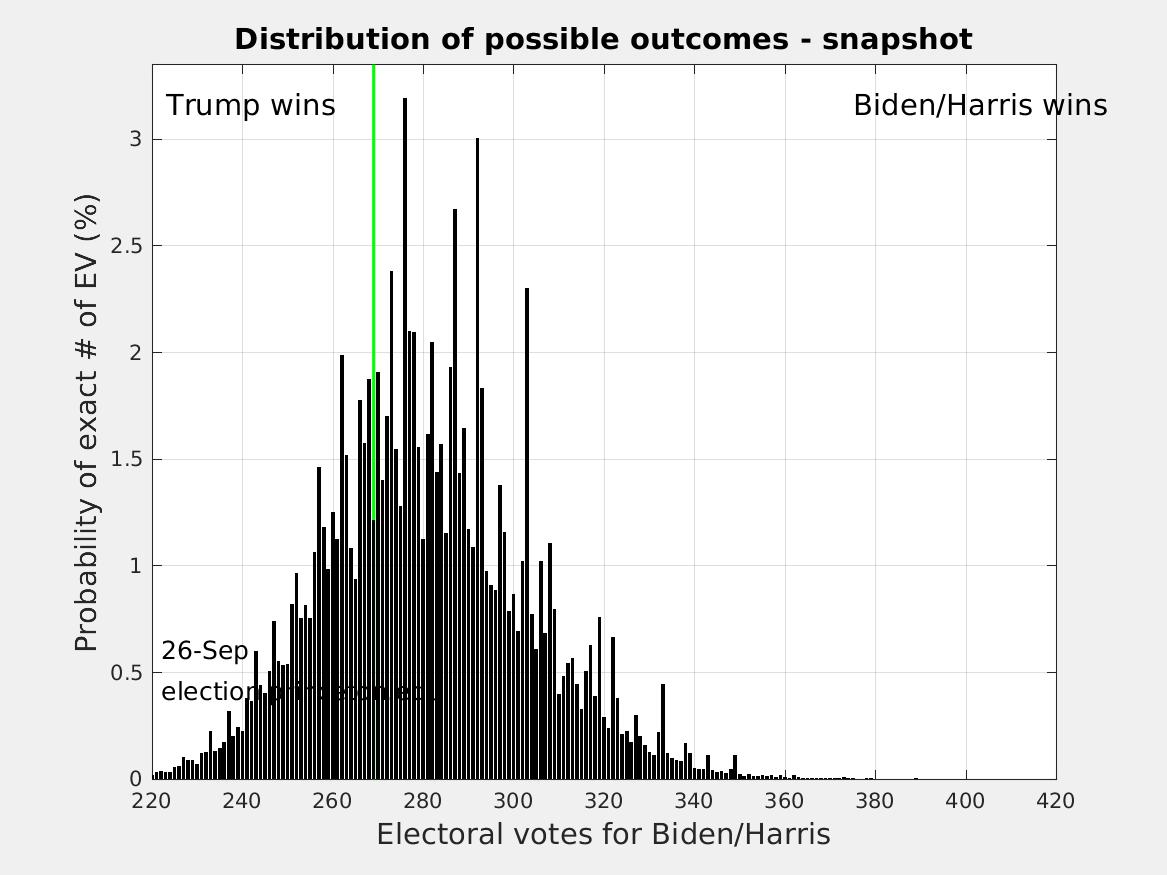 Distribution of possible outcomes - snapshot
Trump wins
Biden/Harris wins
Probability of exact # of EV (%)
3
2.5
2
1.5
1
0.5
0
26-Sep
220 240 260 280 300 320 340 360 380 400 420
Electoral votes for Biden/Harris